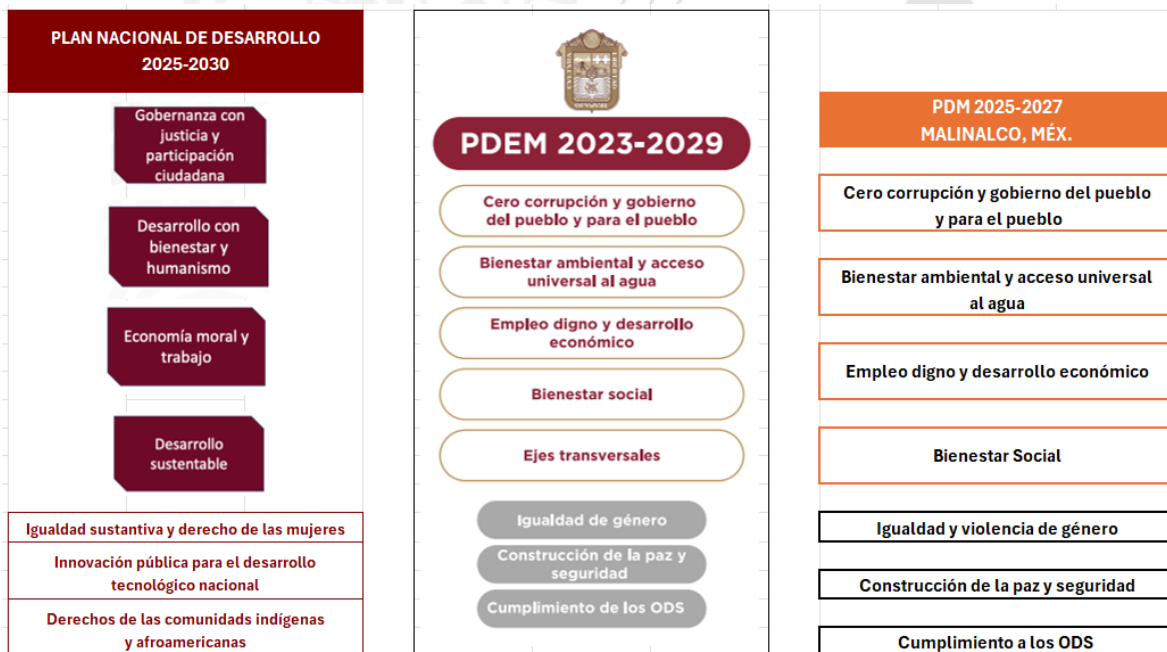 PLAN NACIONAL DE DESARROLLO
2025-2030
Gobernanza con
justicia y
participación
ciudadana
Desarrollo con
bienestar y
humanismo
Economía moral y
trabajo
Desarrollo
sustentable
Igualdad sustantiva y derecho de las mujeres
Innovación pública para el desarrollo
tecnológico nacional
Derechos de las comunidads indígenas
y afroamericanas
PDEM 2023-2029
Cero corrupción y gobierno
del pueblo y para el pueblo
Bienestar ambiental y acceso
universal al agua
Empleo digno y desarrollo
económico
Bienestar social
Ejes transversales
Igualdad de género
Construcción de la paz y
seguridad
Cumplimiento de los ODS
PDM 2025-2027
MALINALCO, MÉX.
Cero corrupción y gobierno del pueblo
y para el pueblo
Bienestar ambiental y acceso universal
al agua
Empleo digno y desarrollo económico
Bienestar Social
Igualdad y violencia de género
Construcción de la paz y seguridad
Cumplimiento a los ODS